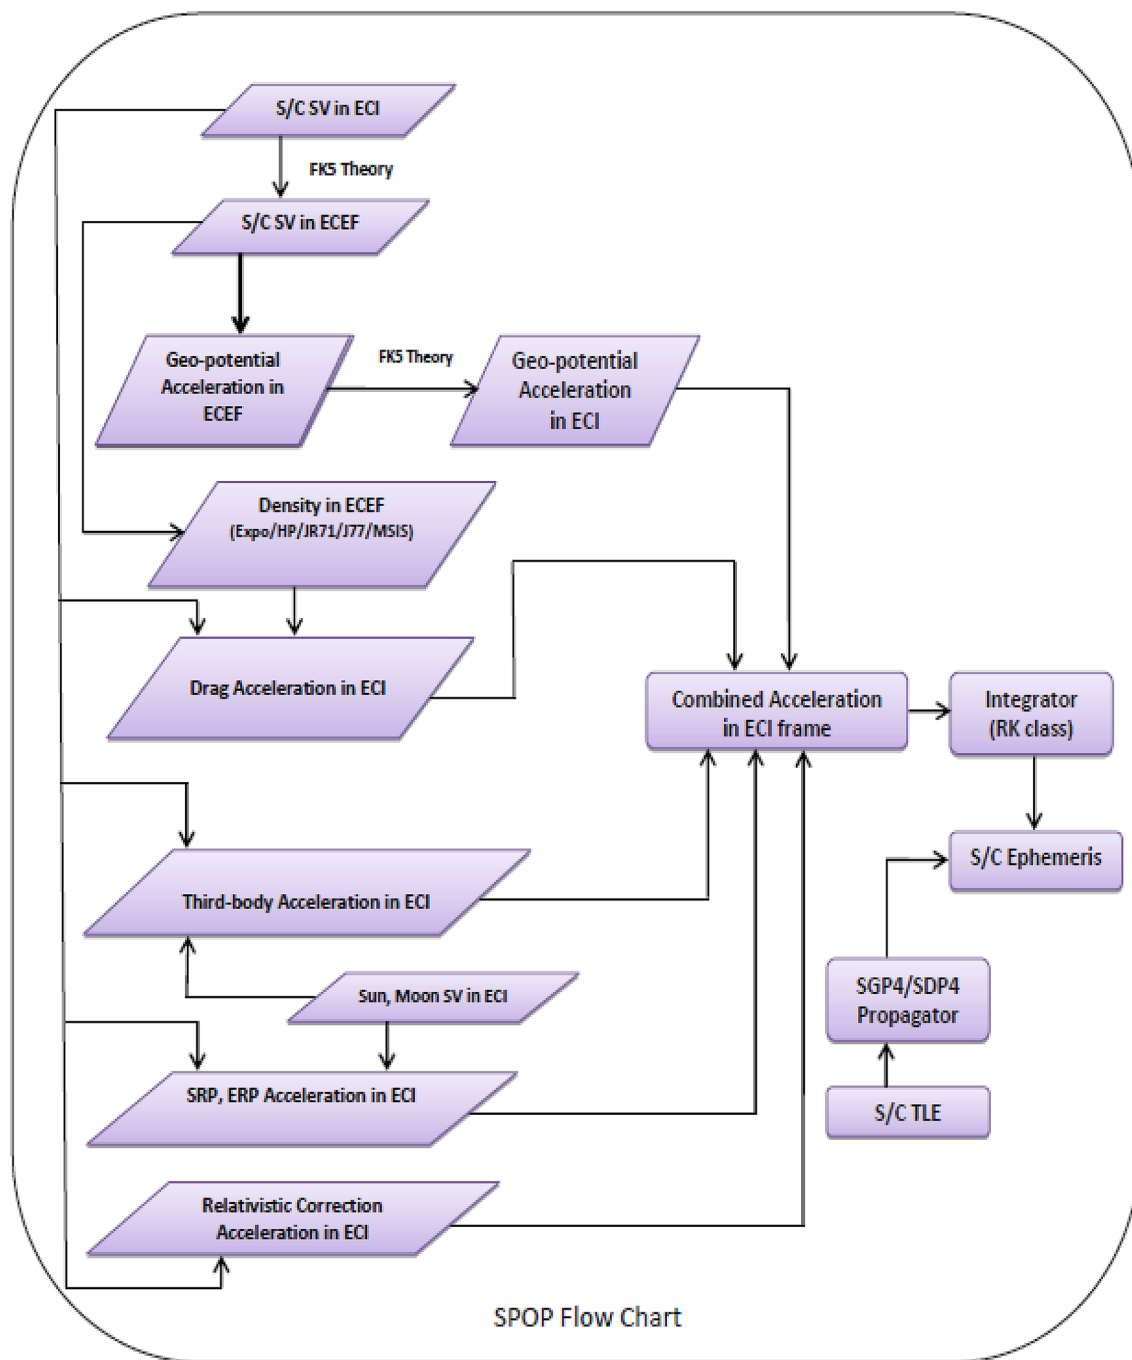 S/C SV in ECI
FK5 Theory
S/C SV in ECEF
Geo-potential
Acceleration in
ECEF
FK5 Theory
Geo-potential
Acceleration
in ECI
Density in ECEF
(Expo/HP/JR71/J77/MSIS)
Drag Acceleration in ECI
Combined Acceleration
in ECI frame
Integrator
(RK class)
S/C Ephemeris
Third-body Acceleration in ECI
Sun, Moon SV in ECI
SGP4/SDP4
Propagator
SRP, ERP Acceleration in ECI
S/C TLE
Relativistic Correction
Acceleration in ECI
SPOP Flow Chart